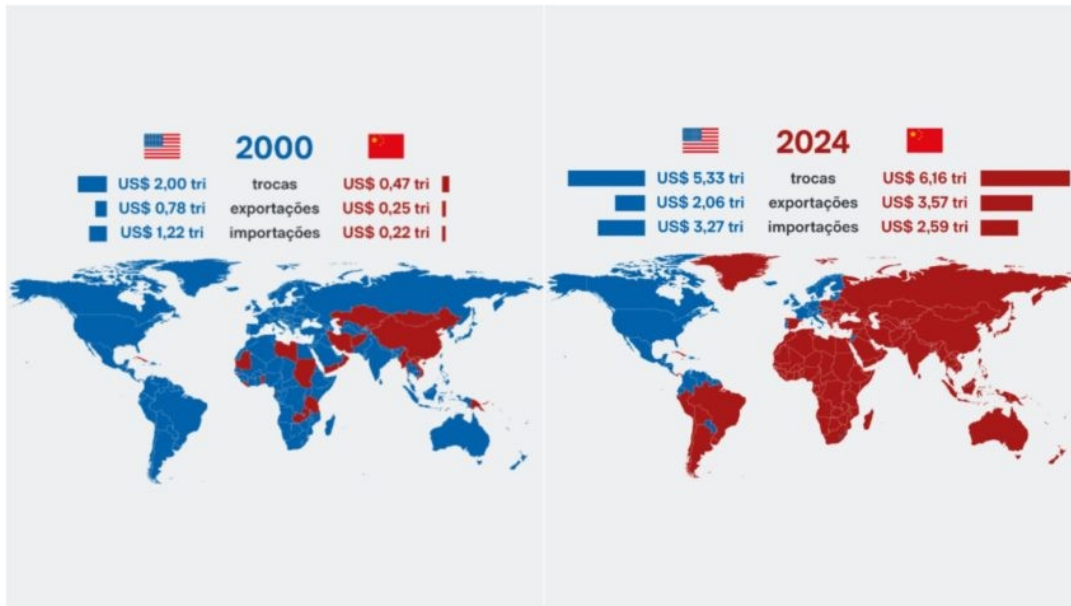 2000
US$ 2,00 tri trocas US$ 0,47 tri
US$ 0,78 tri exportações US$ 0,25 tri
US$ 1,22 tri importações US$ 0,22 tri
2024
US$ 5,33 tri trocas US$ 6,16 tri
US$ 2,06 tri exportações US$ 3,57 tri
US$ 3,27 tri importações US$ 2,59 tri